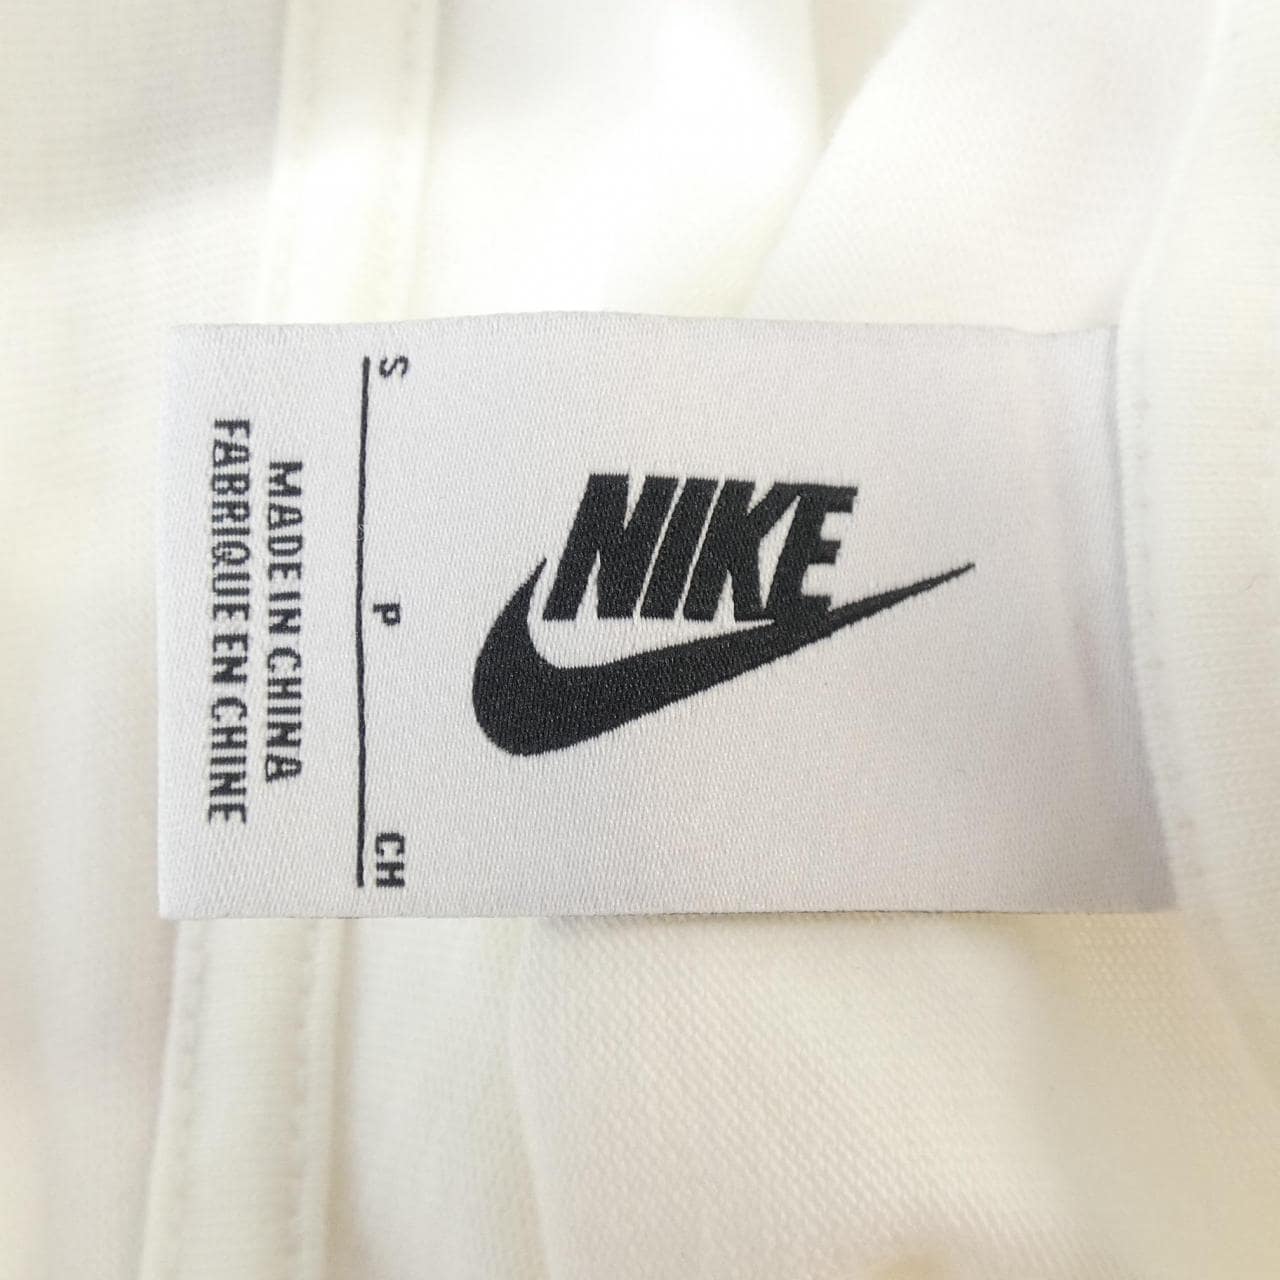 NIKE
S P CH
MADE IN CHINA
FABRIQUE EN CHINE